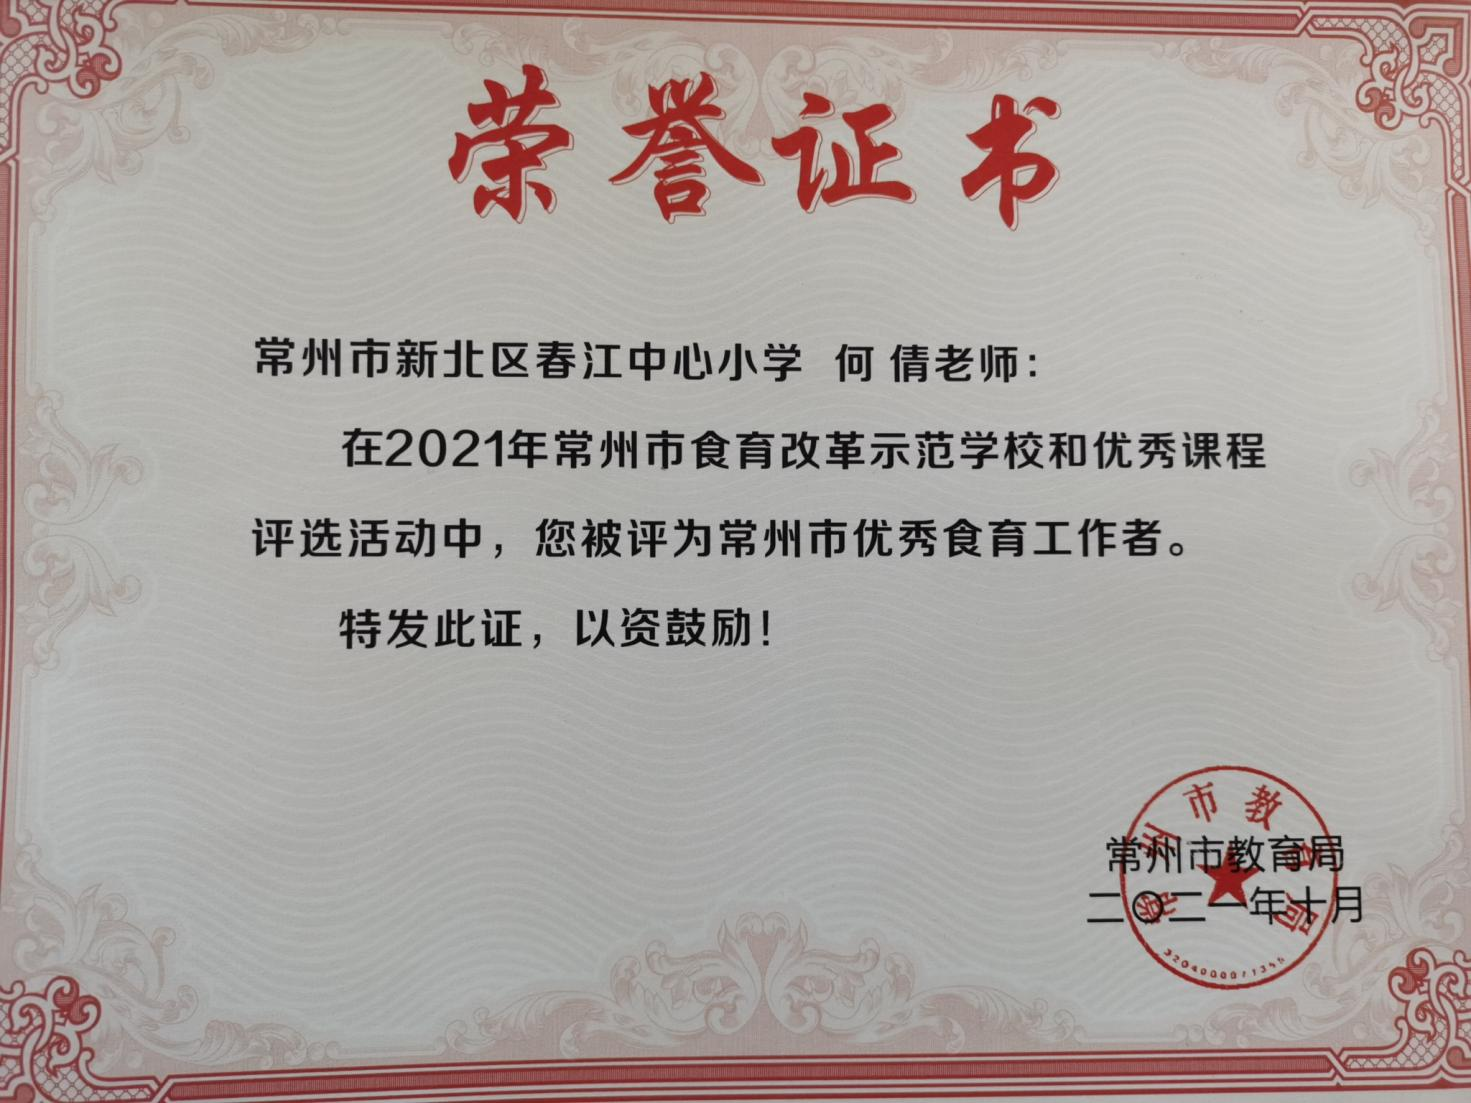 荣誉证书
常州市新北区春江中心小学 何 倩老师：
在2021年常州市食育改革示范学校和优秀课程
评选活动中，您被评为常州市优秀食育工作者。
特发此证，以资鼓励！
常州市教育局
常州市教育局
二〇二一年十月